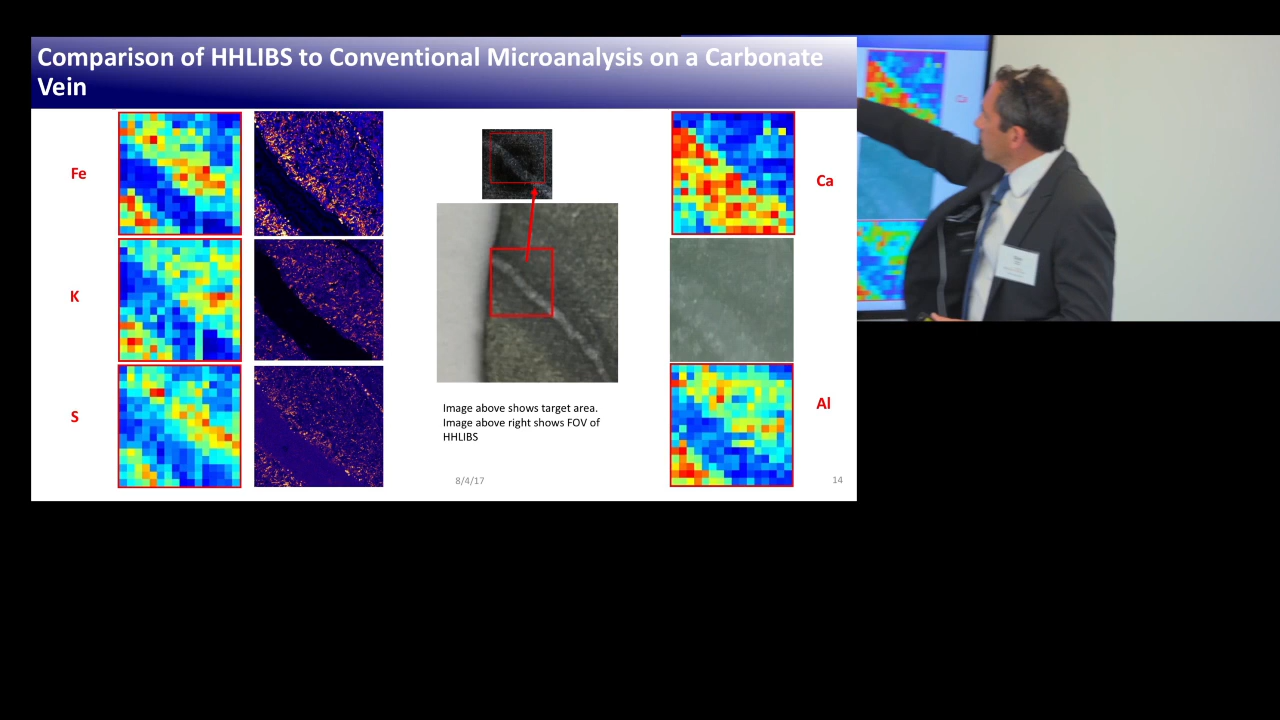 Comparison of HHLIBS to Conventional Microanalysis on a Carbonate
Vein
Fe
K
S
Ca
Al
Image above shows target area.
Image above right shows FOV of
HHLIBS
8/4/17
14
Ca